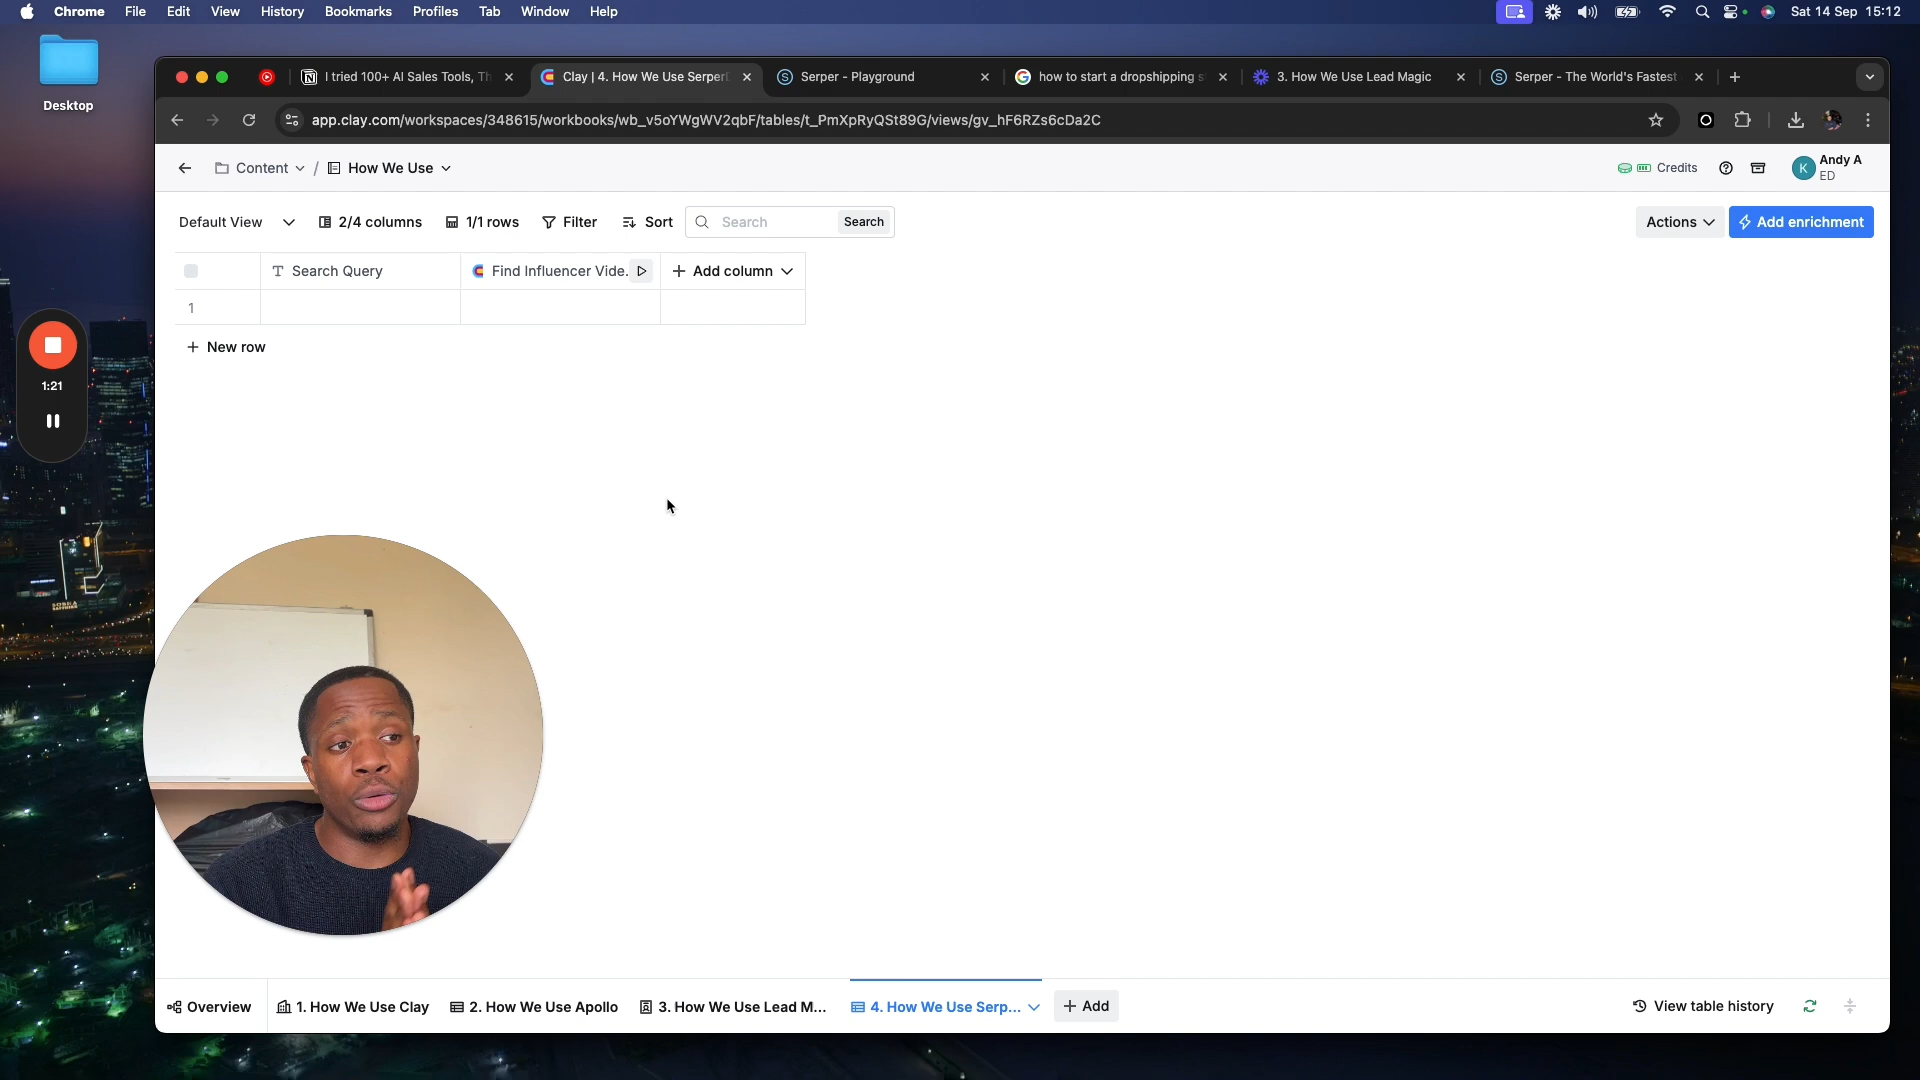 Chrome File Edit View History Bookmarks Profiles Tab Window Help Sat 14 Sep 15:12
Desktop
I tried 100+ AI Sales Tools, Th
Clay | 4. How We Use Serper
Serper - Playground
how to start a dropshipping s
3. How We Use Lead Magic
Serper - The World's Fastest
app.clay.com/workspaces/348615/workbooks/wb_v5oYWgWV2qbF/tables/t_PmXpRyQSt89G/views/gv_hF6RZs6cDa2C
Content / How We Use
Credits
K
Andy A
ED
Default View 2/4 columns 1/1 rows Filter Sort Search Search
Actions Add enrichment
Search Query Find Influencer Vide. + Add column
1
+ New row
1:21
Overview 1. How We Use Clay 2. How We Use Apollo 3. How We Use Lead M... 4. How We Use Serp... + Add
View table history